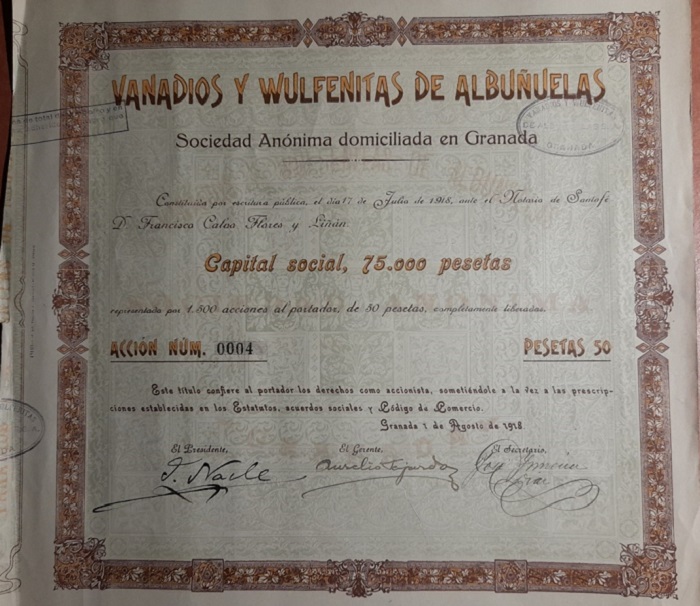 VANADIOS Y WULFENITAS DE ALBUÑUELAS
Sociedad Anónima domiciliada en Granada
Constituída por escritura pública, el día 17 de Julio de 1918, ante el Notario de Santafé
D. Francisco Calvo Flores y Liñán
Capital social, 75.000 pesetas
representado por 1.500 acciones al portador, de 50 pesetas, completamente liberadas.
ACCIÓN NÚM. 0004 PESETAS 50
Este título confiere al portador los derechos como accionista, sometiéndole a la vez a las prescrip-
ciones establecidas en los Estatutos, acuerdos sociales y Código de Comercio.
Granada 1 de Agosto de 1918
El Presidente, El Gerente, El Secretario,
GRANADA